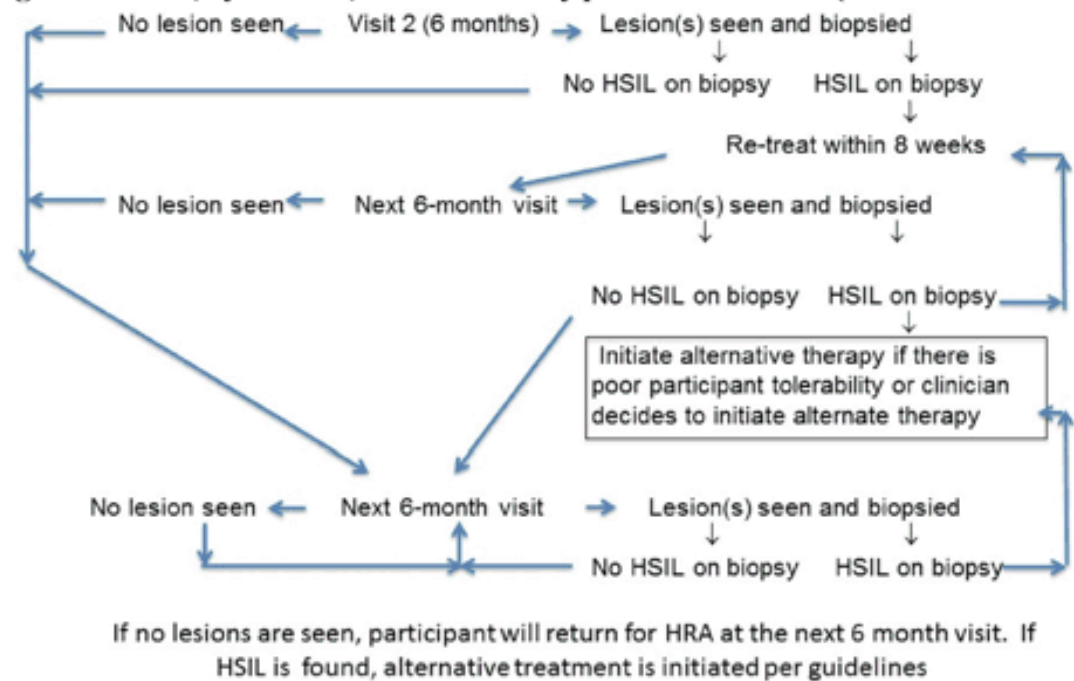 No lesion seen Visit 2 (6 months) Lesion(s) seen and biopsied
No HSIL on biopsy HSIL on biopsy
Re-treat within 8 weeks
No lesion seen Next 6-month visit Lesion(s) seen and biopsied
No HSIL on biopsy HSIL on biopsy
Initiate alternative therapy if there is
poor participant tolerability or clinician
decides to initiate alternate therapy
No lesion seen Next 6-month visit Lesion(s) seen and biopsied
No HSIL on biopsy HSIL on biopsy
If no lesions are seen, participant will return for HRA at the next 6 month visit. If
HSIL is found, alternative treatment is initiated per guidelines